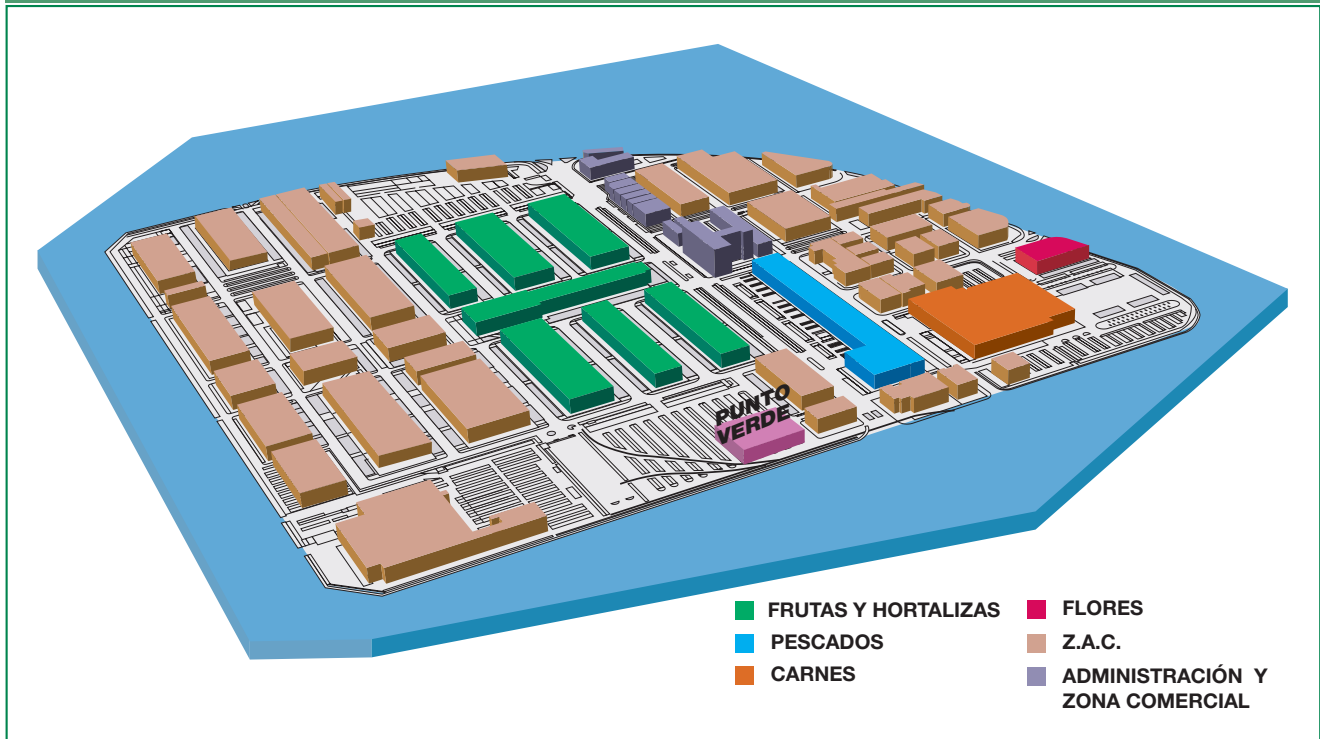 PUNTO
VERDE
FRUTAS Y HORTALIZAS
PESCADOS
CARNES
FLORES
Z.A.C.
ADMINISTRACIÓN Y
ZONA COMERCIAL